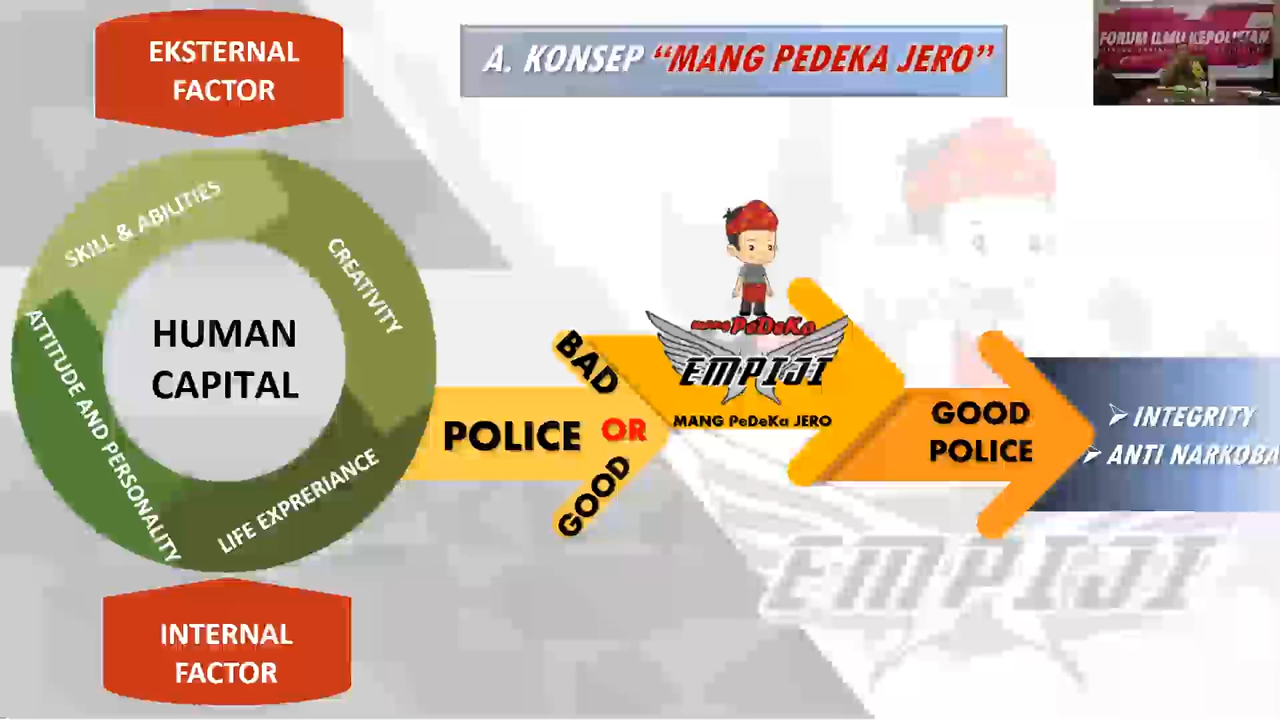 EKSTERNAL
FACTOR
A. KONSEP “MANG PEDEKA JERO”
FORUM ILMU KEPOLISIAN
SKILL & ABILITIES
CREATIVITY
ATTITUDE AND PERSONALITY
LIFE EXPRERIANCE
HUMAN
CAPITAL
INTERNAL
FACTOR
POLICE
BAD
OR
GOOD
MANG PeDeKa
EMPIJI
MANG PeDeKa JERO
GOOD
POLICE
➢ INTEGRITY
➢ ANTI NARKOBA
EMPIJI